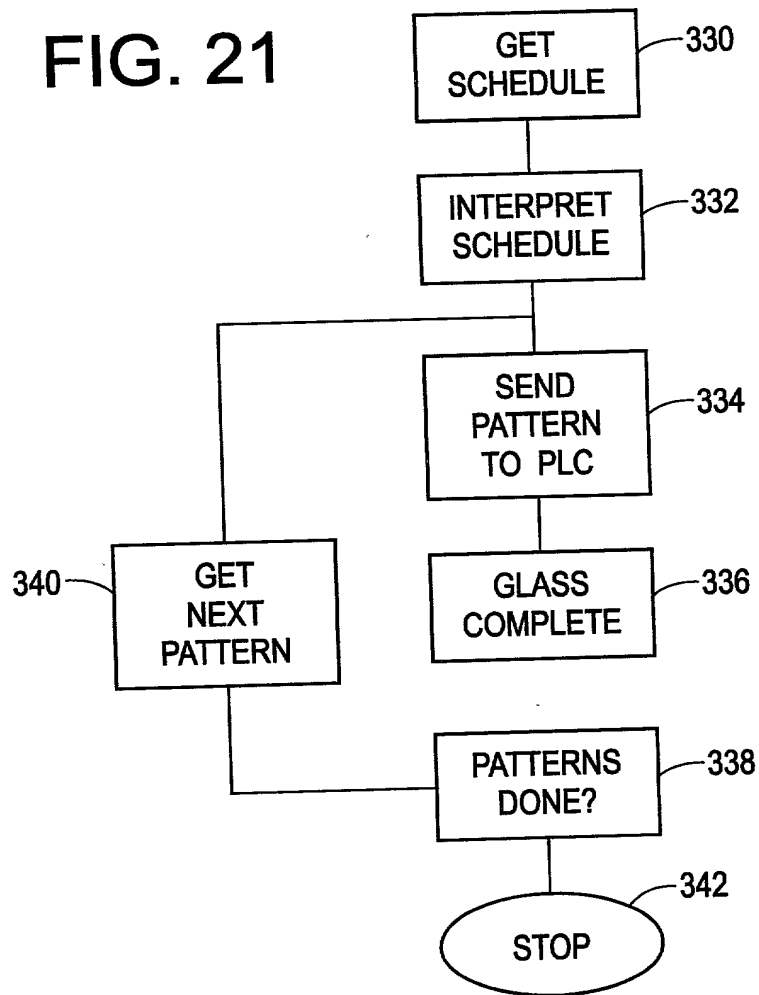 FIG. 21
GET
SCHEDULE
330
INTERPRET
SCHEDULE
332
SEND
PATTERN
TO PLC
334
340
GET
NEXT
PATTERN
GLASS
COMPLETE
336
PATTERNS
DONE?
338
STOP
342